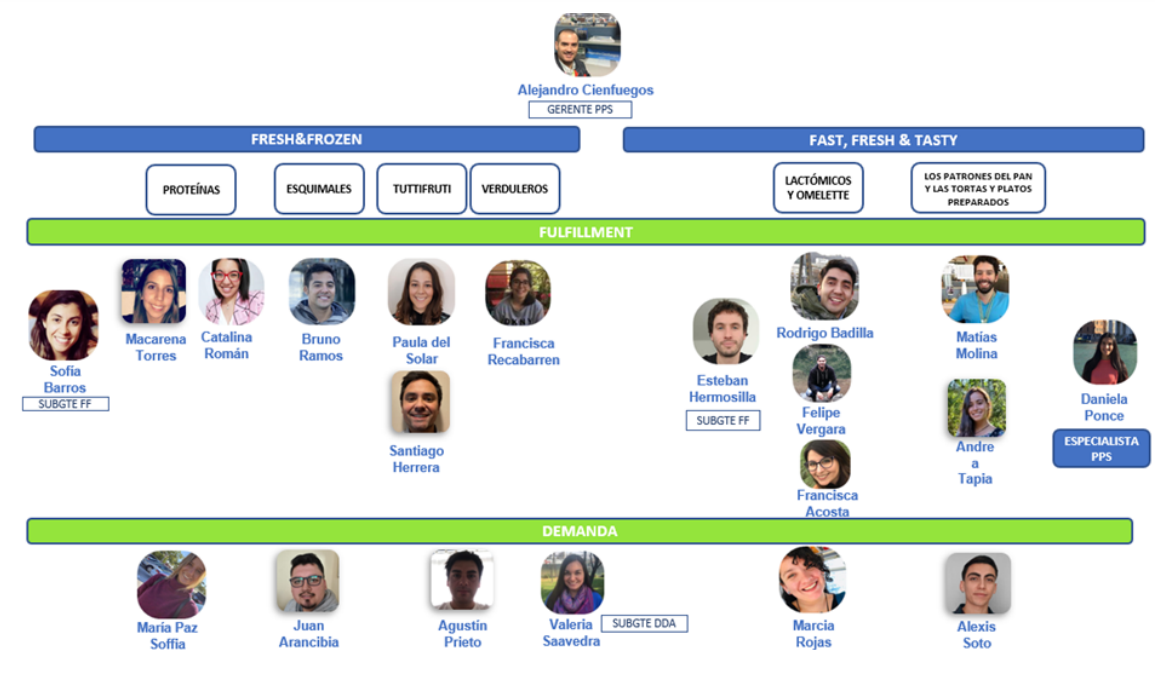 Alejandro Cienfuegos
GERENTE PPS
FRESH&FROZEN
FAST, FRESH & TASTY
PROTEÍNAS
ESQUIMALES
TUTTIFRUTI
VERDULEROS
LACTÓMICOS
Y OMELETTE
LOS PATRONES DEL PAN
Y LAS TORTAS Y PLATOS
PREPARADOS
FULFILLMENT
Sofía
Barros
SUBGTE FF
Macarena
Torres
Catalina
Román
Bruno
Ramos
Paula del
Solar
Santiago
Herrera
Francisca
Recabarren
Esteban
Hermosilla
SUBGTE FF
Rodrigo Badilla
Felipe
Vergara
Francisca
Acosta
Matías
Molina
Andre
a
Tapia
Daniela
Ponce
ESPECIALISTA
PPS
DEMANDA
María Paz
Soffia
Juan
Arancibia
Agustín
Prieto
Valeria
Saavedra
SUBGTE DDA
Marcia
Rojas
Alexis
Soto